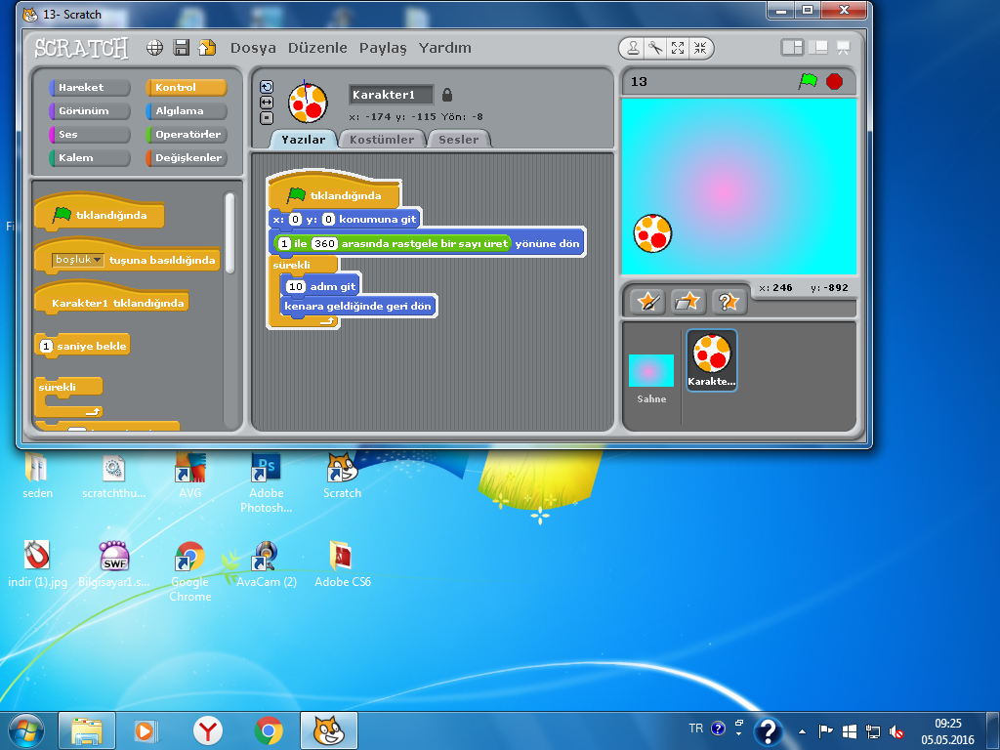 13- Scratch
SCRATCH
Dosya Düzenle Paylaş Yardım
Hareket Kontrol
Görünüm Algılama
Ses Operatörler
Kalem Değişkenler
Karakter1
x: -174 y: -115 Yön: -8
Yazılar Kostümler Sesler
13
tıklandığında
boşluk tuşuna basıldığında
Karakter1 tıklandığında
1 saniye bekle
sürekli
tıklandığında
x: 0 y: 0 konumuna git
1 ile 360 arasında rastgele bir sayı üret yönüne dön
sürekli
10 adım git
kenara geldiğinde geri dön
x: 246 y: -892
Sahne
Karakte...
seden
scratchthu...
AVG
Adobe
Photosh...
Scratch
Ps
indir (1).jpg
SWF
Bilgisayar1.s...
Google
Chrome
AvaCam (2)
Adobe CS6
TR
09:25
05.05.2016